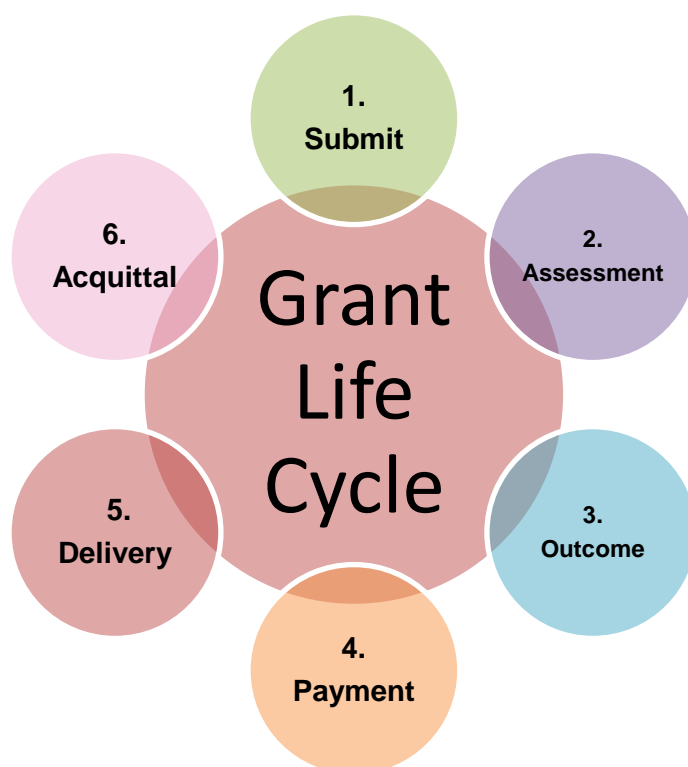 1.
Submit
2.
Assessment
3.
Outcome
4.
Payment
5.
Delivery
6.
Acquittal
Grant
Life
Cycle